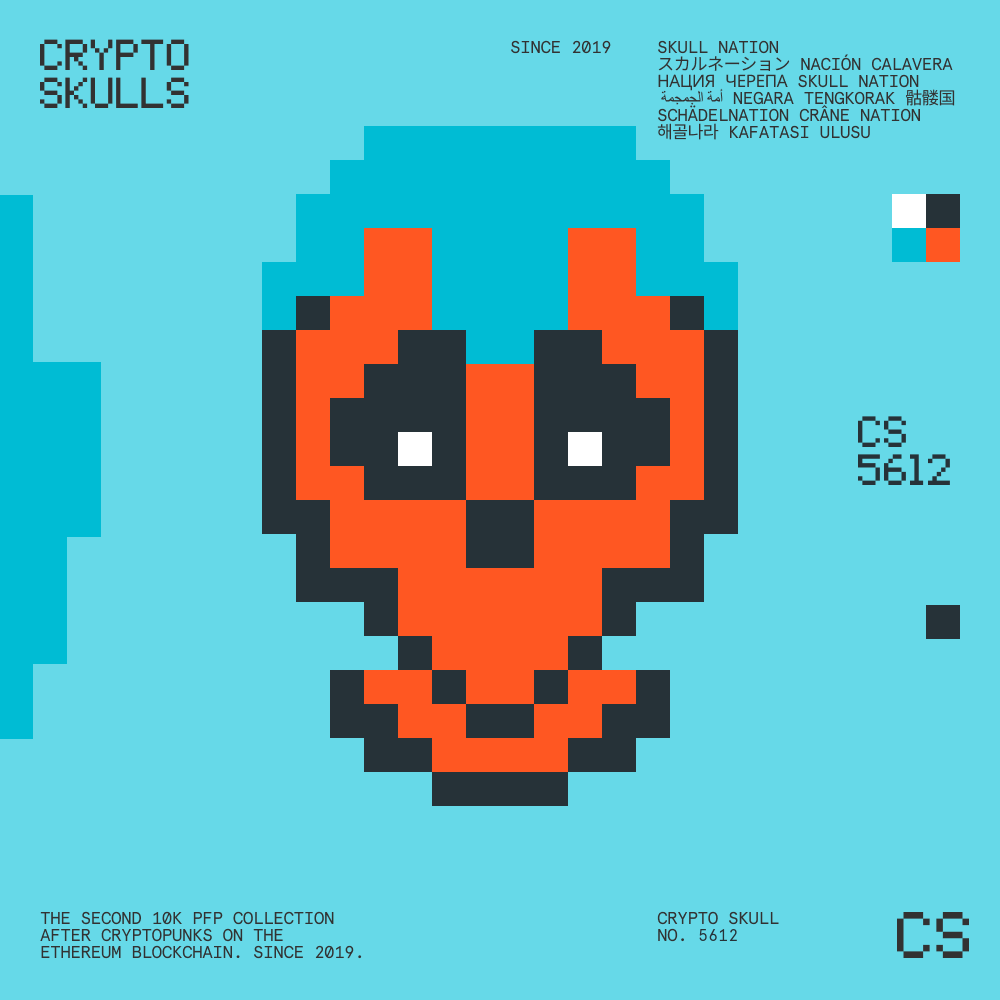 CRYPTO
SKULLS
SINCE 2019
SKULL NATION
スカルネーション NACIÓN CALAVERA
НАЦИЯ ЧЕРЕПА SKULL NATION
أمة الجمجمة NEGARA TENGKORAK 骷髅国
SCHÄDELNATION CRÂNE NATION
해골나라 KAFATASI ULUSU
CS
5612
THE SECOND 10K PFP COLLECTION
AFTER CRYPTOPUNKS ON THE
ETHEREUM BLOCKCHAIN. SINCE 2019.
CRYPTO SKULL
NO. 5612
CS